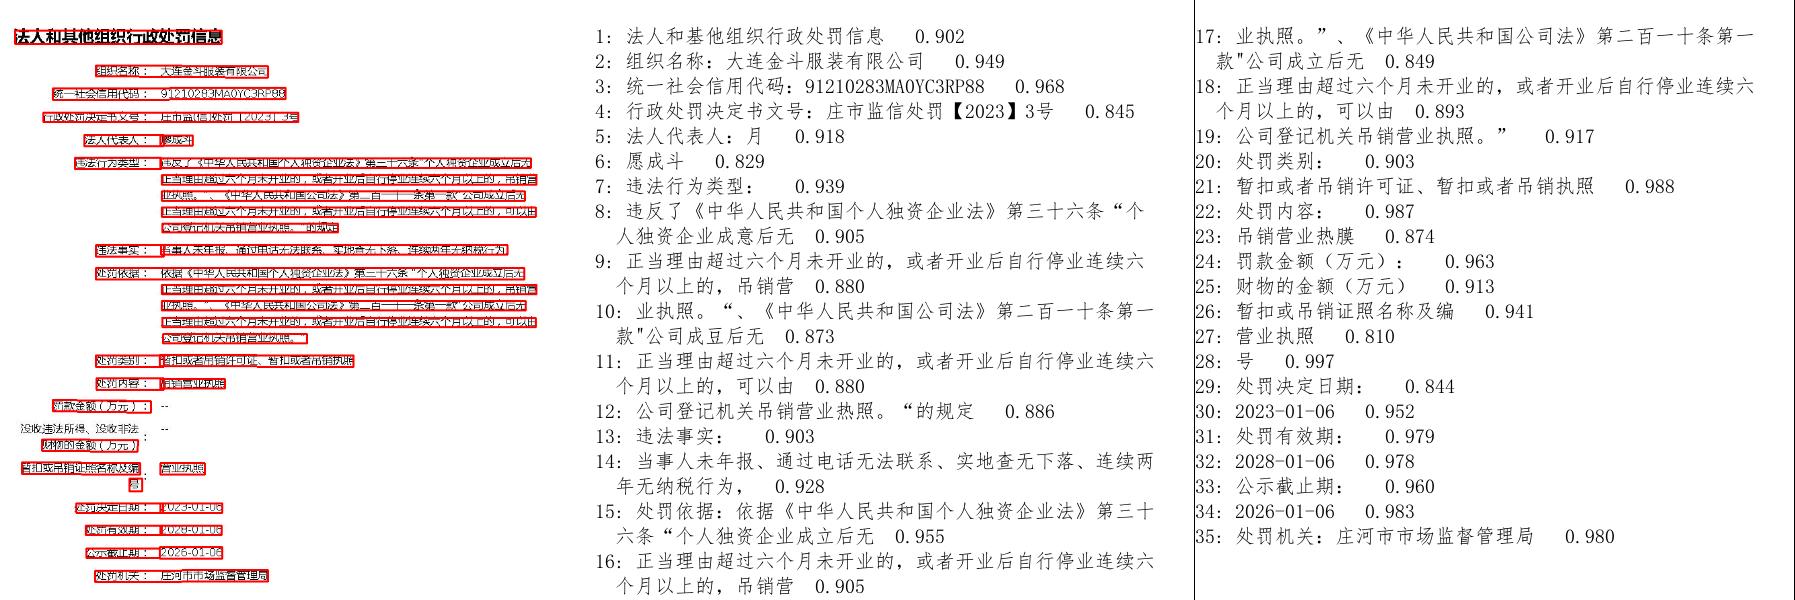 法人和其他组织行政处罚信息
组织名称： 大连金斗服装有限公司
统一社会信用代码： 91210283MA0YC3RP88
行政处罚决定书文号： 庄市监信处罚【2023】3号
法人代表人： 愿成斗
违法行为类型： 违反了《中华人民共和国个人独资企业法》第三十六条“个人独资企业成立后无
正当理由超过六个月未开业的，或者开业后自行停业连续六个月以上的，吊销营
业执照。”、《中华人民共和国公司法》第二百一十一条第一款"公司成立后无
正当理由超过六个月未开业的，或者开业后自行停业连续六个月以上的，可以由
公司登记机关吊销营业执照。”的规定
违法事实： 当事人未年报、通过电话无法联系、实地查无下落、连续两年无纳税行为
处罚依据： 依据《中华人民共和国个人独资企业法》第三十六条“个人独资企业成立后无
正当理由超过六个月未开业的，或者开业后自行停业连续六个月以上的，吊销营
业执照。”、《中华人民共和国公司法》第二百一十一条第一款"公司成立后无
正当理由超过六个月未开业的，或者开业后自行停业连续六个月以上的，可以由
公司登记机关吊销营业执照。”
处罚类别： 暂扣或者吊销许可证、暂扣或者吊销执照
处罚内容： 吊销营业执照
罚款金额（万元）： --
没收违法所得、没收非法 --
财物的金额（万元） ：
暂扣或吊销证照名称及编 营业执照
号 ：
处罚决定日期： 2023-01-06
处罚有效期： 2028-01-06
公示截止期： 2026-01-06
处罚机关： 庄河市市场监督管理局
1: 法人和基他组织行政处罚信息 0.902
2: 组织名称：大连金斗服装有限公司 0.949
3: 统一社会信用代码：91210283MA0YC3RP88 0.968
4: 行政处罚决定书文号：庄市监信处罚【2023】3号 0.845
5: 法人代表人：月 0.918
6: 愿成斗 0.829
7: 违法行为类型： 0.939
8: 违反了《中华人民共和国个人独资企业法》第三十六条“个
人独资企业成意后无 0.905
9: 正当理由超过六个月未开业的，或者开业后自行停业连续六
个月以上的，吊销营 0.880
10: 业执照。“、《中华人民共和国公司法》第二百一十条第一
款"公司成豆后无 0.873
11: 正当理由超过六个月未开业的，或者开业后自行停业连续六
个月以上的，可以由 0.880
12: 公司登记机关吊销营业热照。“的规定 0.886
13: 违法事实： 0.903
14: 当事人未年报、通过电话无法联系、实地查无下落、连续两
年无纳税行为， 0.928
15: 处罚依据：依据《中华人民共和国个人独资企业法》第三十
六条“个人独资企业成立后无 0.955
16: 正当理由超过六个月未开业的，或者开业后自行停业连续六
个月以上的，吊销营 0.905
17: 业执照。”、《中华人民共和国公司法》第二百一十条第一
款"公司成立后无 0.849
18: 正当理由超过六个月未开业的，或者开业后自行停业连续六
个月以上的，可以由 0.893
19: 公司登记机关吊销营业执照。” 0.917
20: 处罚类别： 0.903
21: 暂扣或者吊销许可证、暂扣或者吊销执照 0.988
22: 处罚内容： 0.987
23: 吊销营业热膜 0.874
24: 罚款金额（万元）： 0.963
25: 财物的金额（万元） 0.913
26: 暂扣或吊销证照名称及编 0.941
27: 营业执照 0.810
28: 号 0.997
29: 处罚决定日期： 0.844
30: 2023-01-06 0.952
31: 处罚有效期： 0.979
32: 2028-01-06 0.978
33: 公示截止期： 0.960
34: 2026-01-06 0.983
35: 处罚机关：庄河市市场监督管理局 0.980